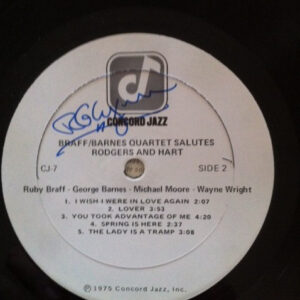 CONCORD JAZZ
BRAFF/BARNES QUARTET SALUTES
RODGERS AND HART
CJ-7
SIDE 2
Ruby Braff - George Barnes - Michael Moore - Wayne Wright
1. I WISH I WERE IN LOVE AGAIN 2:07
2. LOVER 3:53
3. YOU TOOK ADVANTAGE OF ME 4:20
4. SPRING IS HERE 2:37
5. THE LADY IS A TRAMP 3:08
© ℗ 1975 Concord Jazz, Inc.